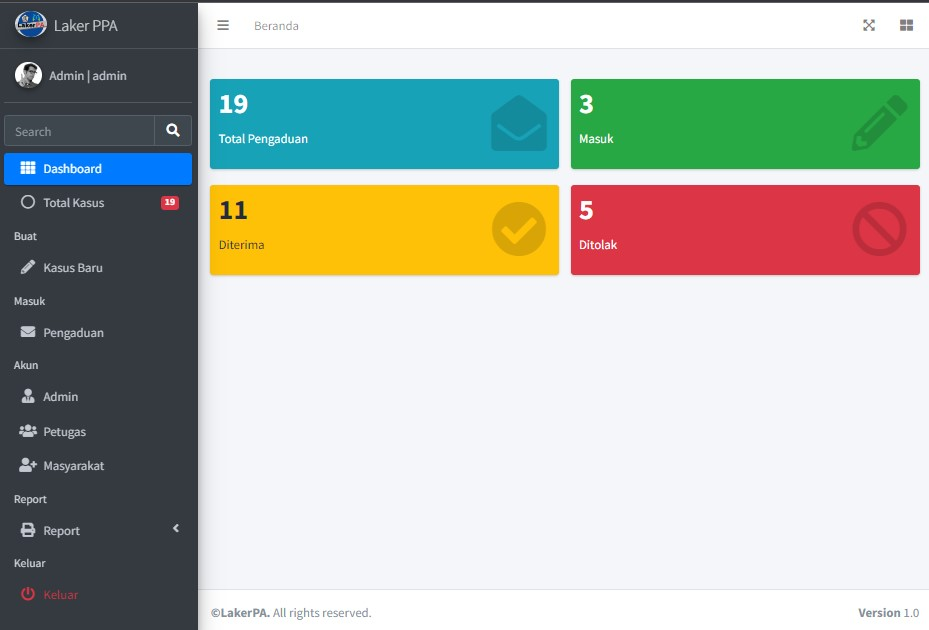 Laker PPA
Admin | admin
Search
Dashboard
Total Kasus 19
Buat
Kasus Baru
Masuk
Pengaduan
Akun
Admin
Petugas
Masyarakat
Report
Report
Keluar
Keluar
Beranda
19
Total Pengaduan
3
Masuk
11
Diterima
5
Ditolak
©LakerPA. All rights reserved.
Version 1.0